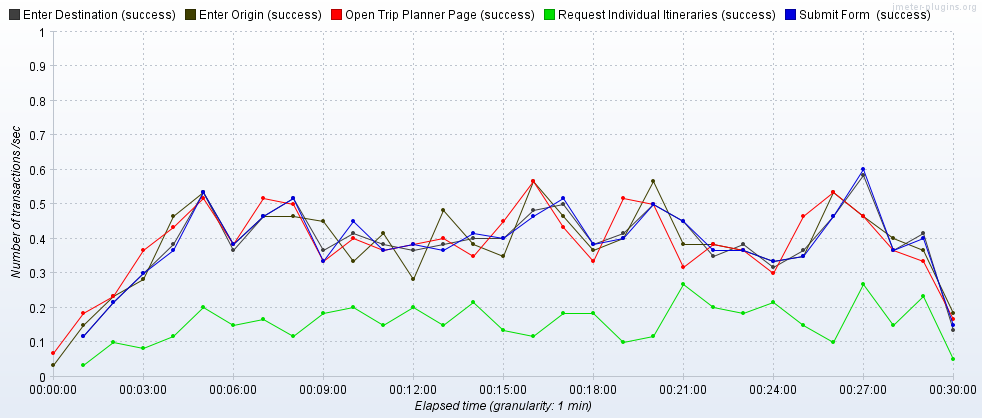 jmeter-plugins.org
Enter Destination (success) Enter Origin (success) Open Trip Planner Page (success) Request Individual Itineraries (success) Submit Form (success)
1
0.9
0.8
0.7
0.6
0.5
0.4
0.3
0.2
0.1
0
Number of transactions /sec
00:00:00 00:03:00 00:06:00 00:09:00 00:12:00 00:15:00 00:18:00 00:21:00 00:24:00 00:27:00 00:30:00
Elapsed time (granularity: 1 min)